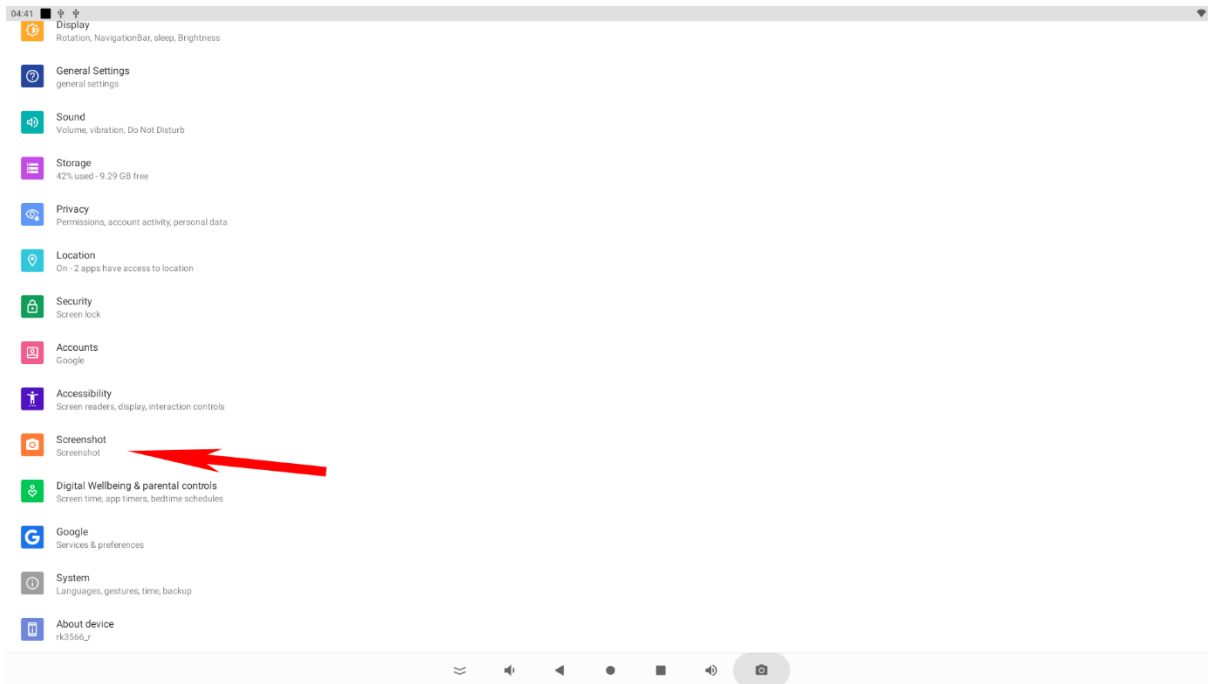 04:41
Display
Rotation, NavigationBar, sleep, Brightness
General Settings
general settings
Sound
Volume, vibration, Do Not Disturb
Storage
42% used - 9.29 GB free
Privacy
Permissions, account activity, personal data
Location
On - 2 apps have access to location
Security
Screen lock
Accounts
Google
Accessibility
Screen readers, display, interaction controls
Screenshot
Screenshot
Digital Wellbeing & parental controls
Screen time, app timers, bedtime schedules
Google
Services & preferences
System
Languages, gestures, time, backup
About device
rk3566_r